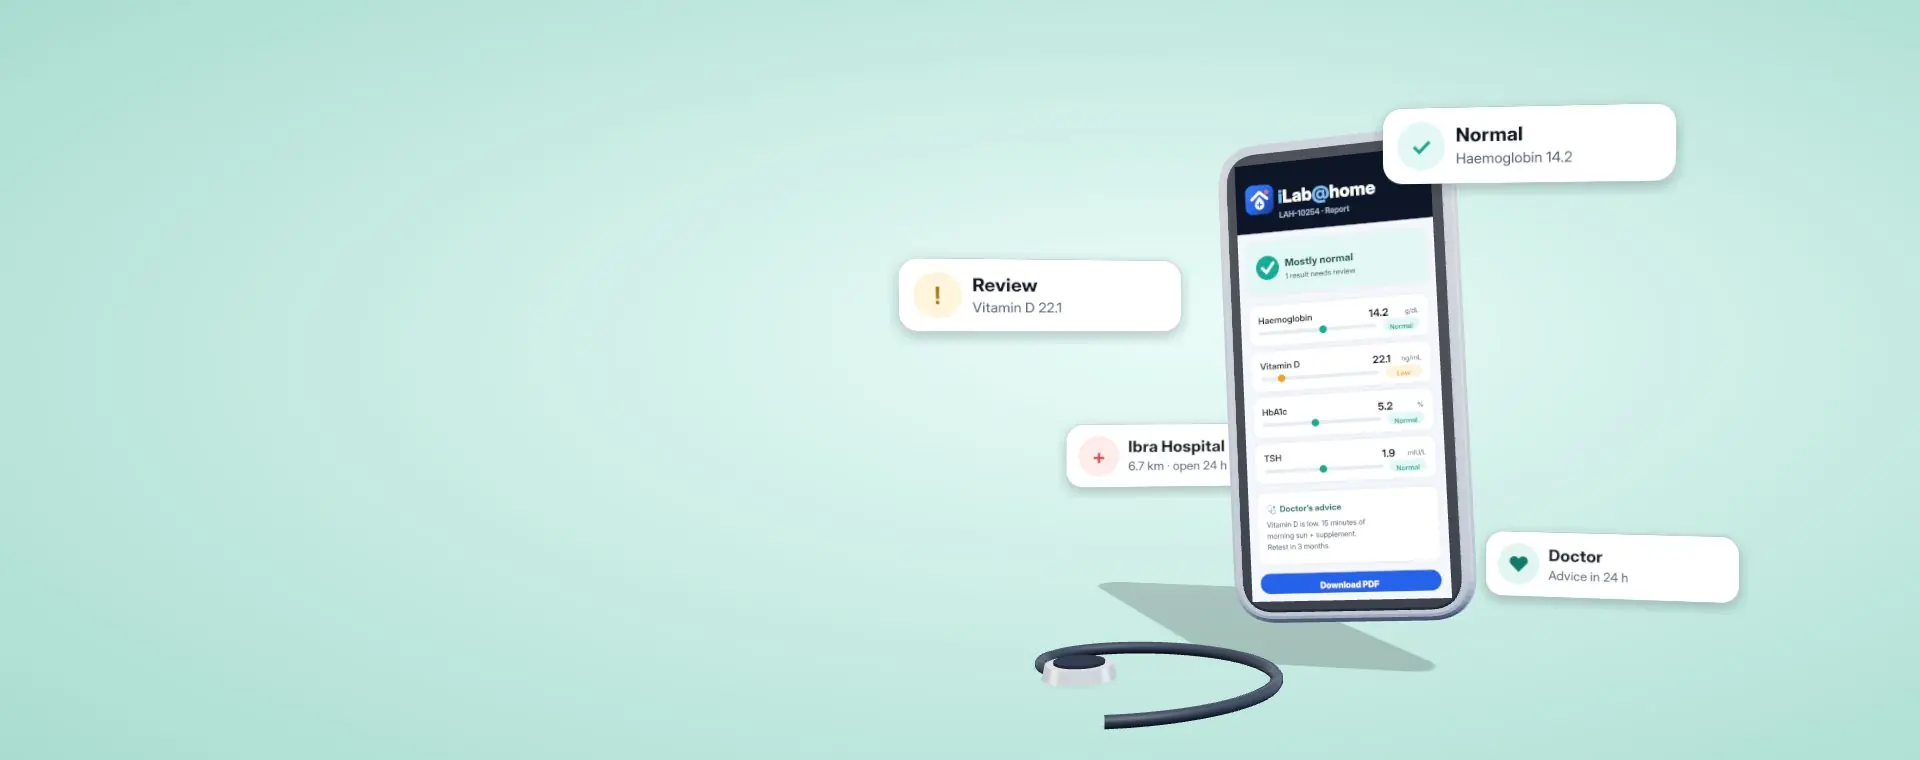 Normal
Haemoglobin 14.2
iLab@home
LAH-10254 · Report
Mostly normal
1 result needs review
Review
Vitamin D 22.1
Haemoglobin 14.2 g/dL
Normal
Vitamin D 22.1 ng/mL
Low
HbA1c 5.2 %
Normal
Ibra Hospital
6.7 km · open 24 h
TSH 1.9 mIU/L
Normal
Doctor's advice
Vitamin D is low. 15 minutes of
morning sun + supplement.
Retest in 3 months.
Download PDF
Doctor
Advice in 24 h